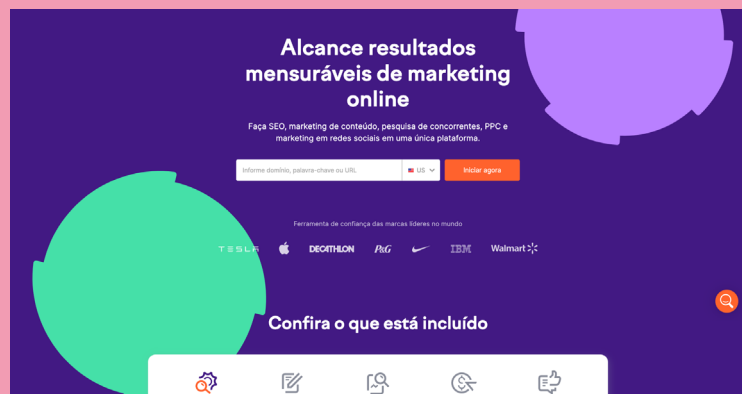 Alcance resultados
mensuráveis de marketing
online
Faça SEO, marketing de conteúdo, pesquisa de concorrentes, PPC e
marketing em redes sociais em uma única plataforma.
Informe domínio, palavra-chave ou URL
US
Iniciar agora
Ferramenta de confiança das marcas líderes no mundo
TESLA DECATHLON P&G IBM Walmart
Confira o que está incluído